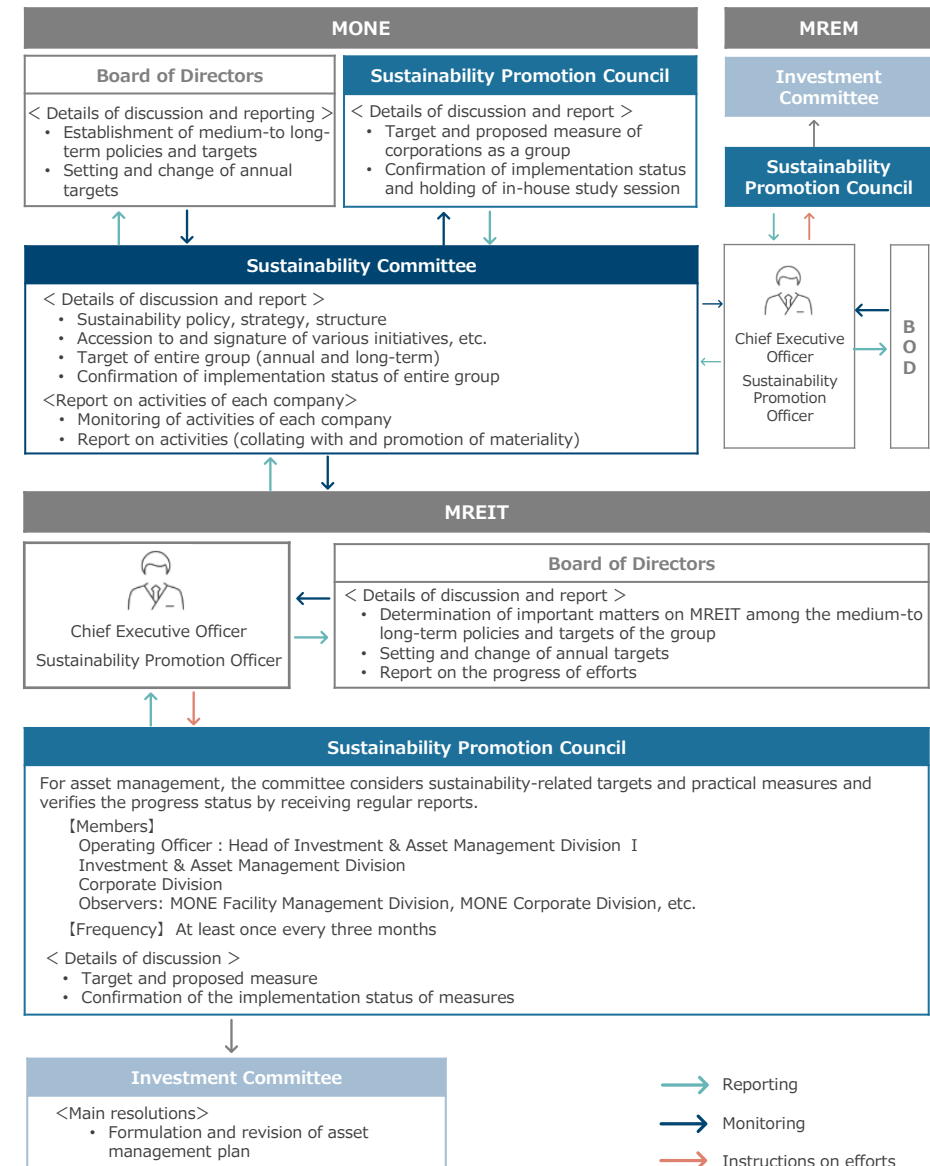 MONE
MREM
Board of Directors
< Details of discussion and reporting >
• Establishment of medium-to long-
term policies and targets
• Setting and change of annual
targets
Sustainability Promotion Council
< Details of discussion and report >
• Target and proposed measure of
corporations as a group
• Confirmation of implementation status
and holding of in-house study session
Investment
Committee
Sustainability
Promotion Council
Sustainability Committee
< Details of discussion and report >
• Sustainability policy, strategy, structure
• Accession to and signature of various initiatives, etc.
• Target of entire group (annual and long-term)
• Confirmation of implementation status of entire group
<Report on activities of each company>
• Monitoring of activities of each company
• Report on activities (collating with and promotion of materiality)
Chief Executive
Officer
Sustainability
Promotion
Officer
B
O
D
MREIT
Chief Executive Officer
Sustainability Promotion Officer
Board of Directors
< Details of discussion and report >
• Determination of important matters on MREIT among the medium-to
long-term policies and targets of the group
• Setting and change of annual targets
• Report on the progress of efforts
Sustainability Promotion Council
For asset management, the committee considers sustainability-related targets and practical measures and
verifies the progress status by receiving regular reports.
【Members】
Operating Officer : Head of Investment & Asset Management Division Ⅰ
Investment & Asset Management Division
Corporate Division
Observers: MONE Facility Management Division, MONE Corporate Division, etc.
【Frequency】At least once every three months
< Details of discussion >
• Target and proposed measure
• Confirmation of the implementation status of measures
Investment Committee
<Main resolutions>
• Formulation and revision of asset
management plan
Reporting
Monitoring
Instructions on efforts